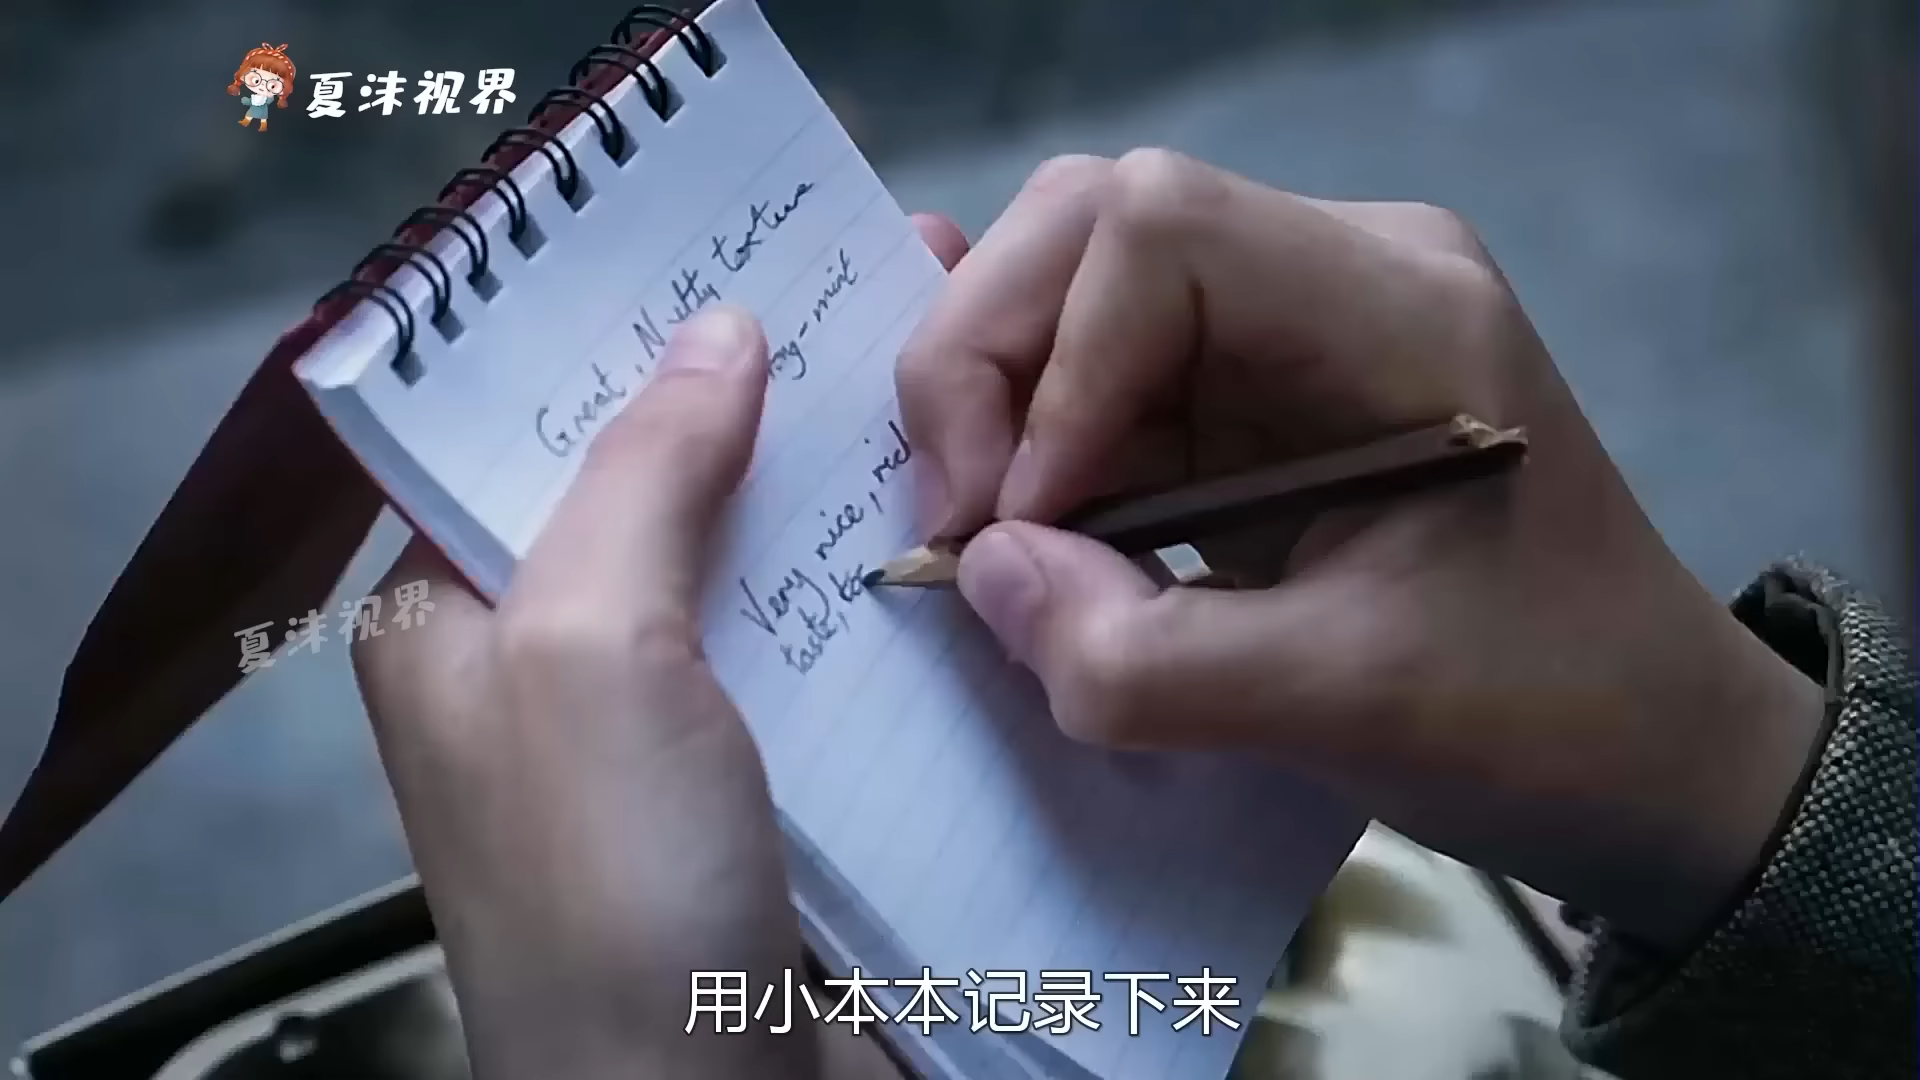 夏沫视界
Great, Nutty texture
-mint
Very nice,
taste,
夏沫视界
用小本本记录下来